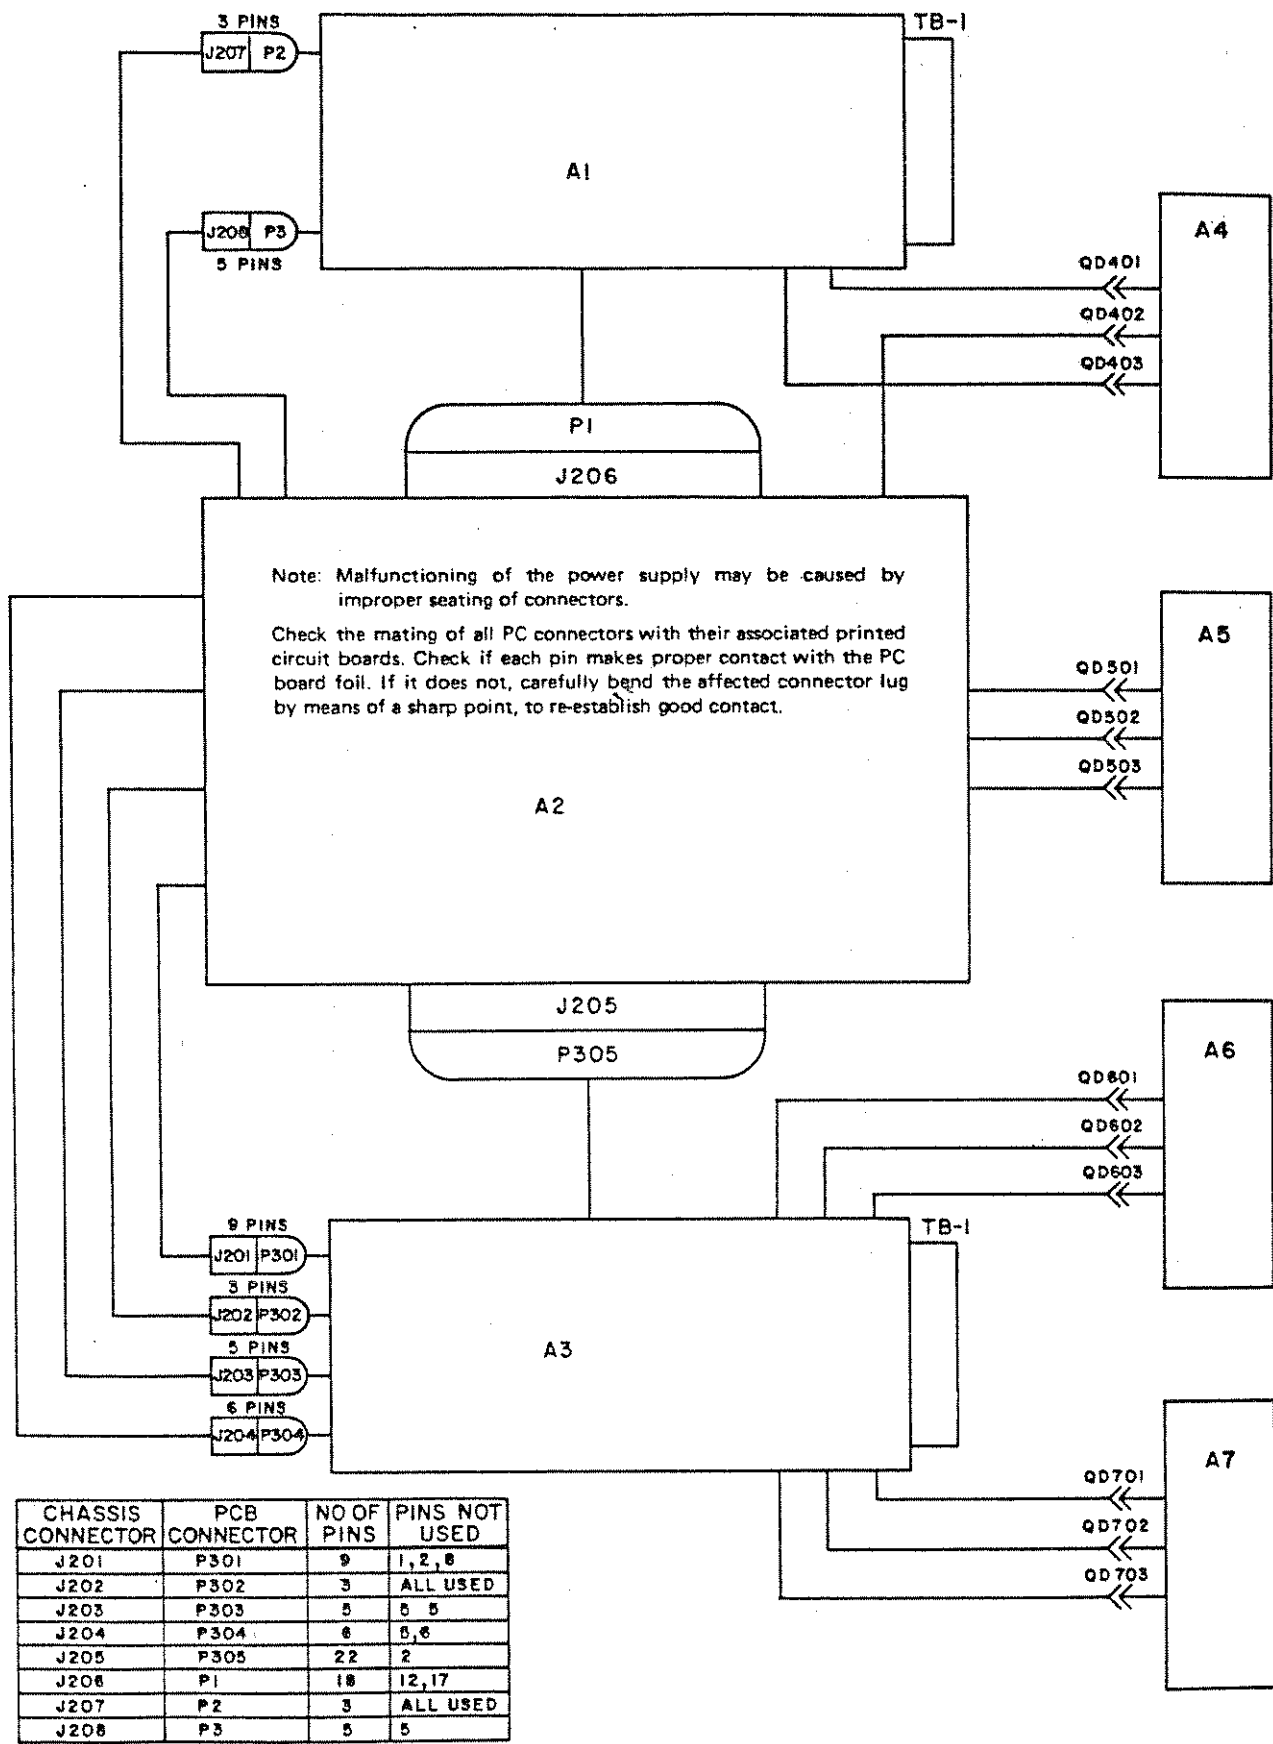 3 PINS
TB-1
J207 P2
A1
J208 P3
5 PINS
A4
QD401
QD402
QD403
P1
J206
Note: Malfunctioning of the power supply may be caused by
improper seating of connectors.
Check the mating of all PC connectors with their associated printed
circuit boards. Check if each pin makes proper contact with the PC
board foil. If it does not, carefully bend the affected connector lug
by means of a sharp point, to re-establish good contact.
A5
QD501
QD502
QD503
A2
J205
P305
A6
QD601
QD602
QD603
9 PINS
TB-1
J201 P301
3 PINS
J202 P302
5 PINS
J203 P303
6 PINS
J204 P304
A3
A7
QD701
QD702
QD703
CHASSIS CONNECTOR PCB CONNECTOR NO OF PINS PINS NOT USED
J201 P301 9 1,2,8
J202 P302 3 ALL USED
J203 P303 5 5 5
J204 P304 6 5,6
J205 P305 22 2
J206 P1 18 12,17
J207 P2 3 ALL USED
J208 P3 5 5